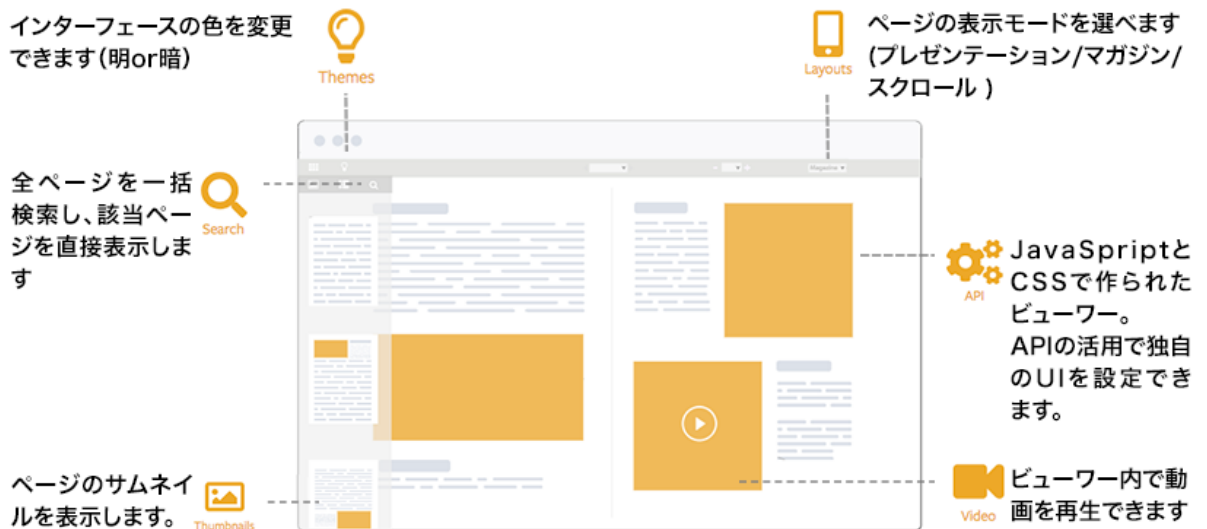 インターフェースの色を変更
できます(明or暗)
Themes
Layouts
ページの表示モードを選べます
(プレゼンテーション/マガジン/
スクロール )
Magazine
全ページを一括
検索し、該当ペー
ジを直接表示しま
す
Search
API
JavaSpriptと
CSSで作られた
ビューワー。
APIの活用で独自
のUIを設定でき
ます。
ページのサムネイ
ルを表示します。
Thumbnails
Video
ビューワー内で動
画を再生できます